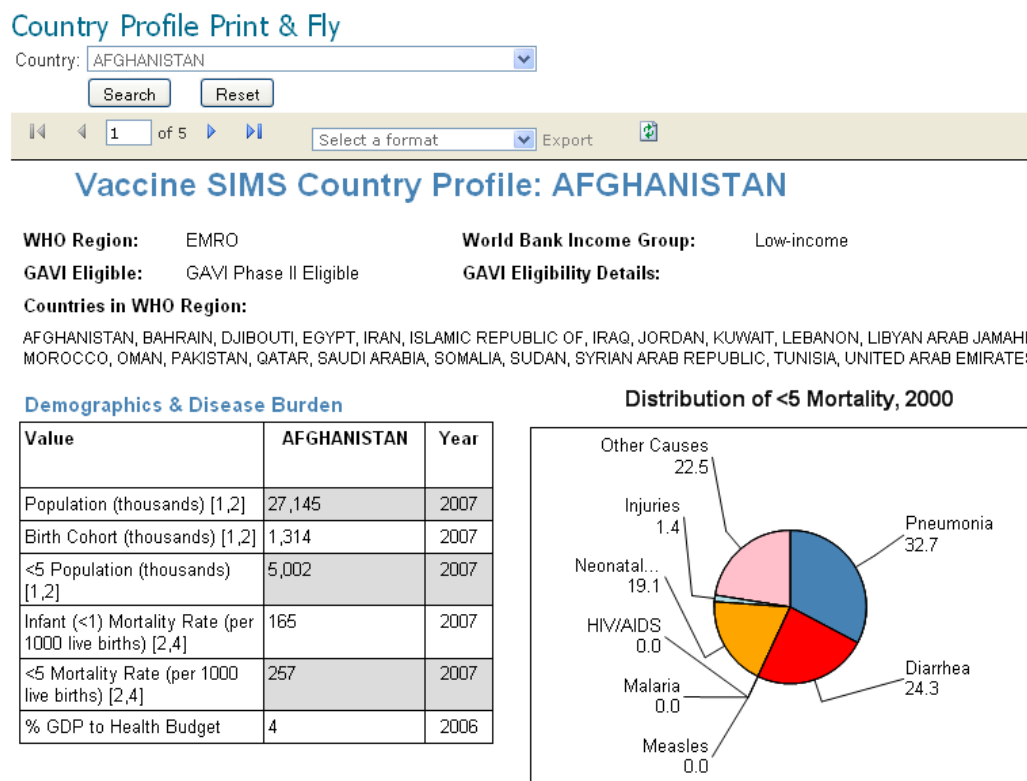 Country Profile Print & Fly
Country: AFGHANISTAN
Search Reset
1 of 5 Select a format Export
Vaccine SIMS Country Profile: AFGHANISTAN
WHO Region: EMRO World Bank Income Group: Low-income
GAVI Eligible: GAVI Phase II Eligible GAVI Eligibility Details:
Countries in WHO Region:
AFGHANISTAN, BAHRAIN, DJIBOUTI, EGYPT, IRAN, ISLAMIC REPUBLIC OF, IRAQ, JORDAN, KUWAIT, LEBANON, LIBYAN ARAB JAMAHI
MOROCCO, OMAN, PAKISTAN, QATAR, SAUDI ARABIA, SOMALIA, SUDAN, SYRIAN ARAB REPUBLIC, TUNISIA, UNITED ARAB EMIRATES
Demographics & Disease Burden
Value AFGHANISTAN Year
Population (thousands) [1,2] 27,145 2007
Birth Cohort (thousands) [1,2] 1,314 2007
<5 Population (thousands) 5,002 2007
[1,2]
Infant (<1) Mortality Rate (per 165 2007
1000 live births) [2,4]
<5 Mortality Rate (per 1000 257 2007
live births) [2,4]
% GDP to Health Budget 4 2006
Distribution of <5 Mortality, 2000
Other Causes
22.5
Injuries
1.4
Neonatal...
19.1
HIV/AIDS
0.0
Malaria
0.0
Measles
0.0
Pneumonia
32.7
Diarrhea
24.3